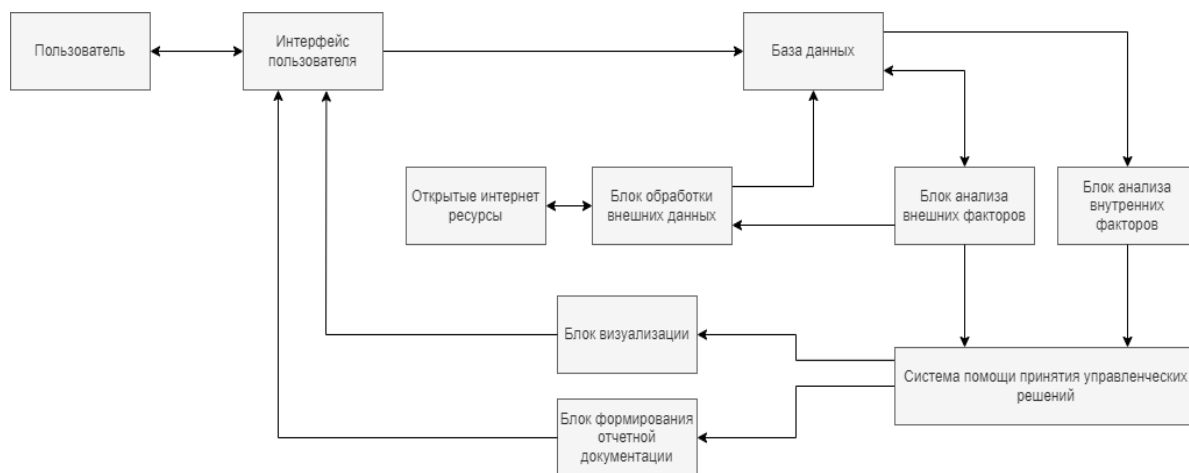 Пользователь
Интерфейс
пользователя
База данных
Открытые интернет
ресурсы
Блок обработки
внешних данных
Блок анализа
внешних факторов
Блок анализа
внутренних
факторов
Блок визуализации
Система помощи принятия управленческих
решений
Блок формирования
отчетной
документации